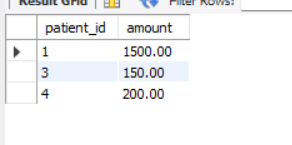 Result Grid Filter Rows:
patient_id amount
1 1500.00
3 150.00
4 200.00